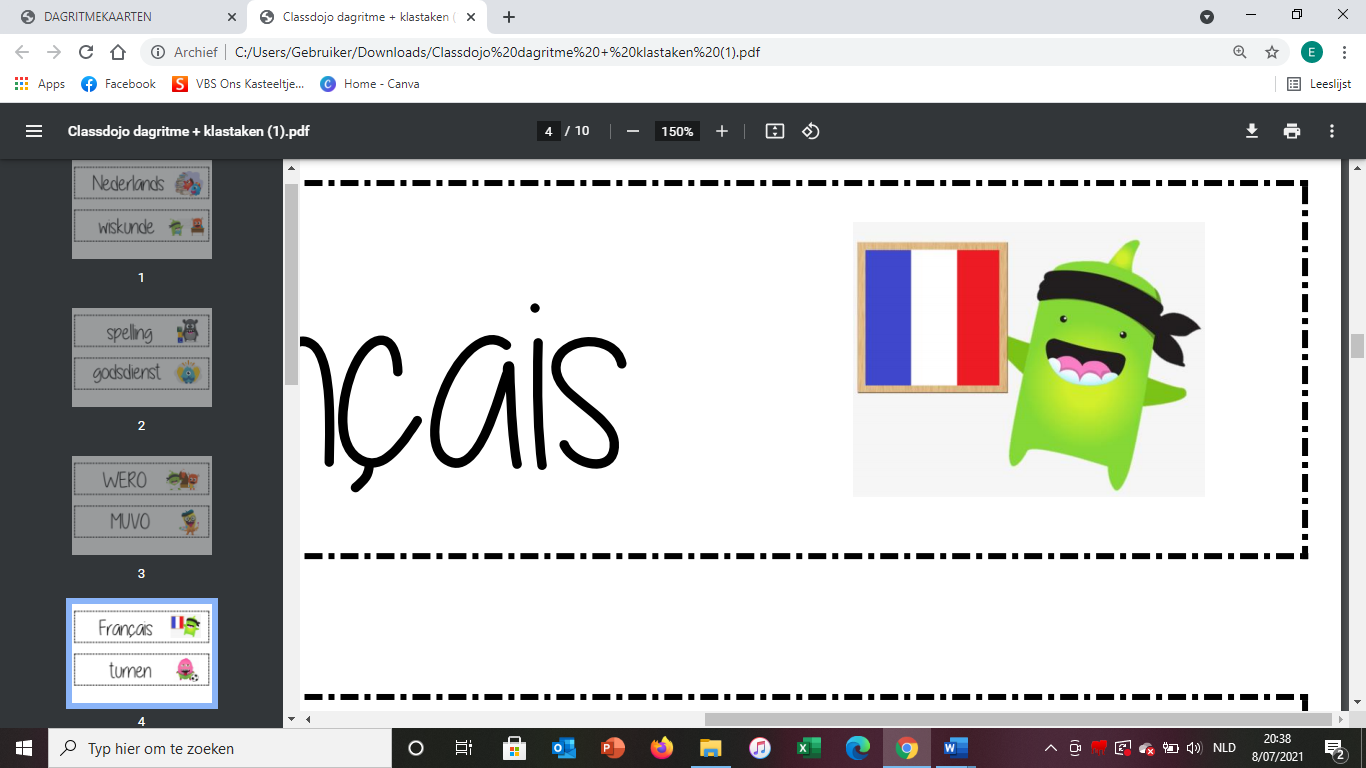 DAGRITMEKAARTEN
Classdojo dagritme + klastaken (
Archief
C:/Users/Gebruiker/Downloads/Classdojo%20dagritme%20+%20klastaken%20(1).pdf
E
Apps
Facebook
VBS Ons Kasteeltje...
Home - Canva
Leeslijst
Classdojo dagritme + klastaken (1).pdf
4 / 10
150%
Nederlands
wiskunde
1
spelling
godsdienst
2
WERO
MUVO
3
Français
turnen
4
nçais
Typ hier om te zoeken
NLD
20:38
8/07/2021
2